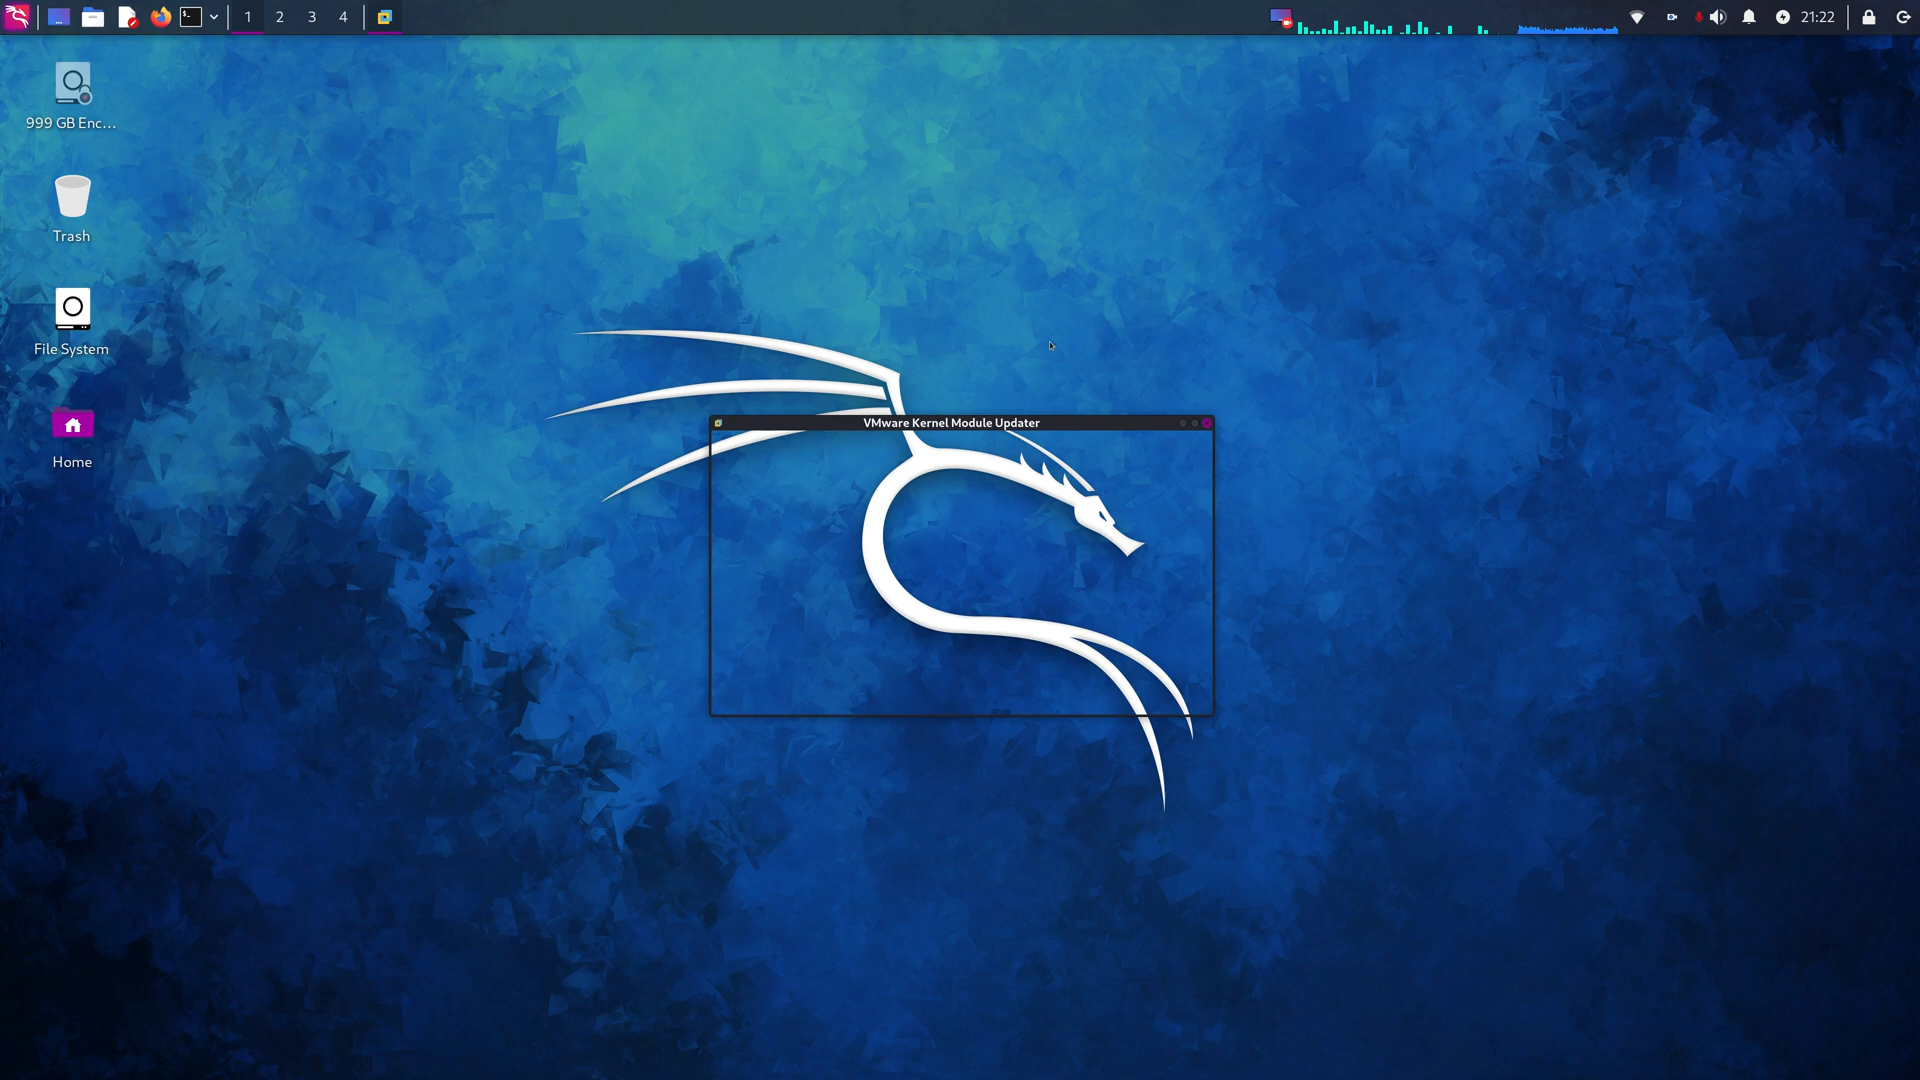 1 2 3 4
21:22
999 GB Enc...
Trash
File System
Home
VMware Kernel Module Updater